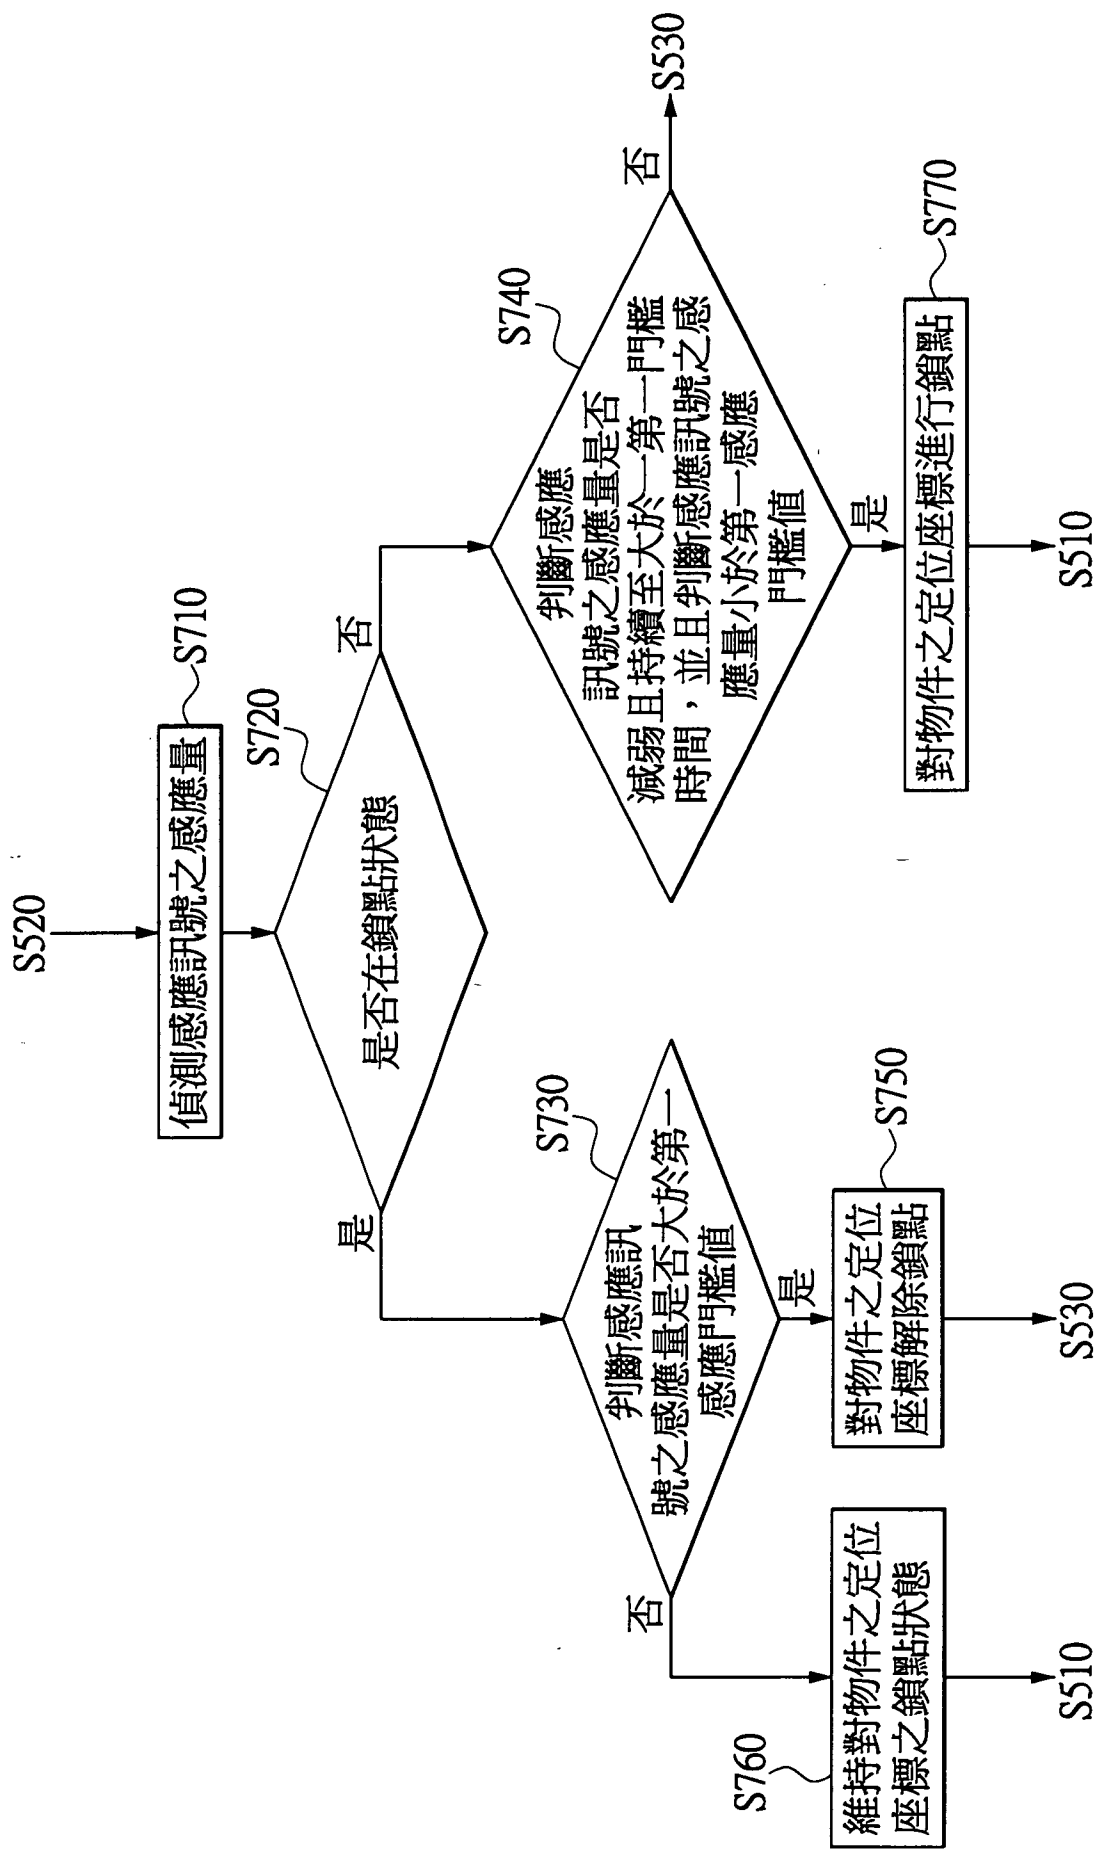 S520
偵測感應訊號之感應量
S710
S720
是否在鎖點狀態
是
否
S730
判斷感應訊
號之感應量是否大於第一
感應門檻值
否
是
S740
判斷感應
訊號之感應量是否
減弱且持續至大於一第一門檻
時間，並且判斷感應訊號之感
應量小於第一感應
門檻值
否
S530
是
S760
維持對物件之定位
座標之鎖點狀態
S510
S750
對物件之定位
座標解除鎖點
S530
S770
對物件之定位座標進行鎖點
S510